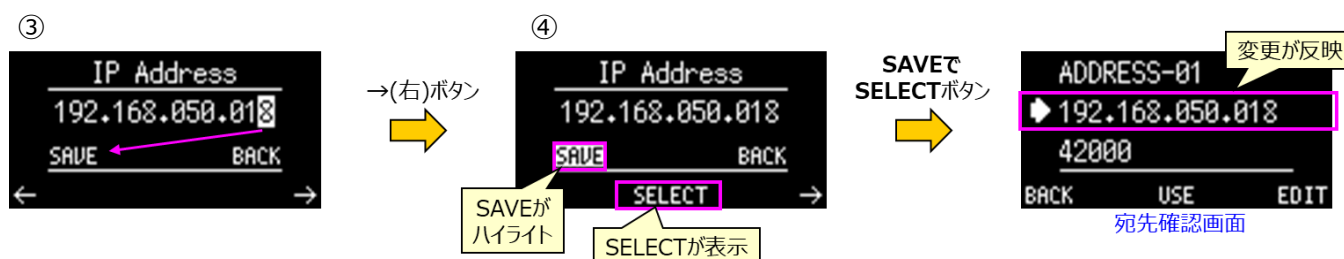 ③
IP Address
192.168.050.018
SAVE BACK
← →
→(右)ボタン
④
IP Address
192.168.050.018
SAVE BACK
SELECT →
SAVEが
ハイライト
SELECTが表示
SAVEで
SELECTボタン
変更が反映
ADDRESS-01
192.168.050.018
42000
BACK USE EDIT
宛先確認画面